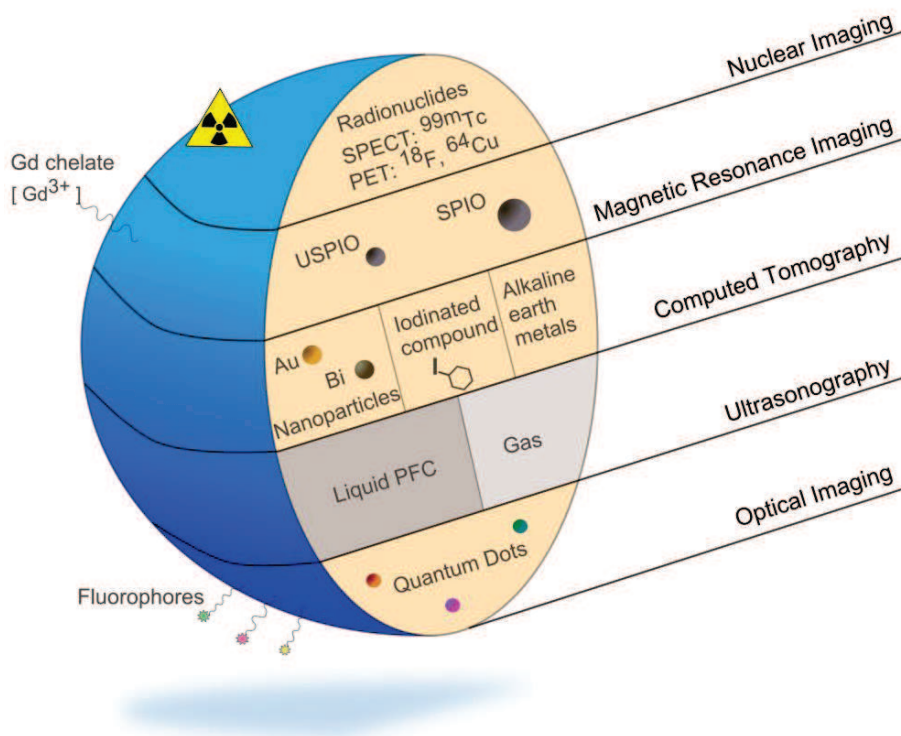 Nuclear Imaging
Radionuclides
SPECT: 99mTc
PET: 18F, 64Cu
Gd chelate
[ Gd3+ ]
Magnetic Resonance Imaging
SPIO
USPIO
Computed Tomography
Alkaline
earth
metals
Iodinated
compound
Au
Bi
Nanoparticles
Ultrasonography
Gas
Liquid PFC
Optical Imaging
Quantum Dots
Fluorophores